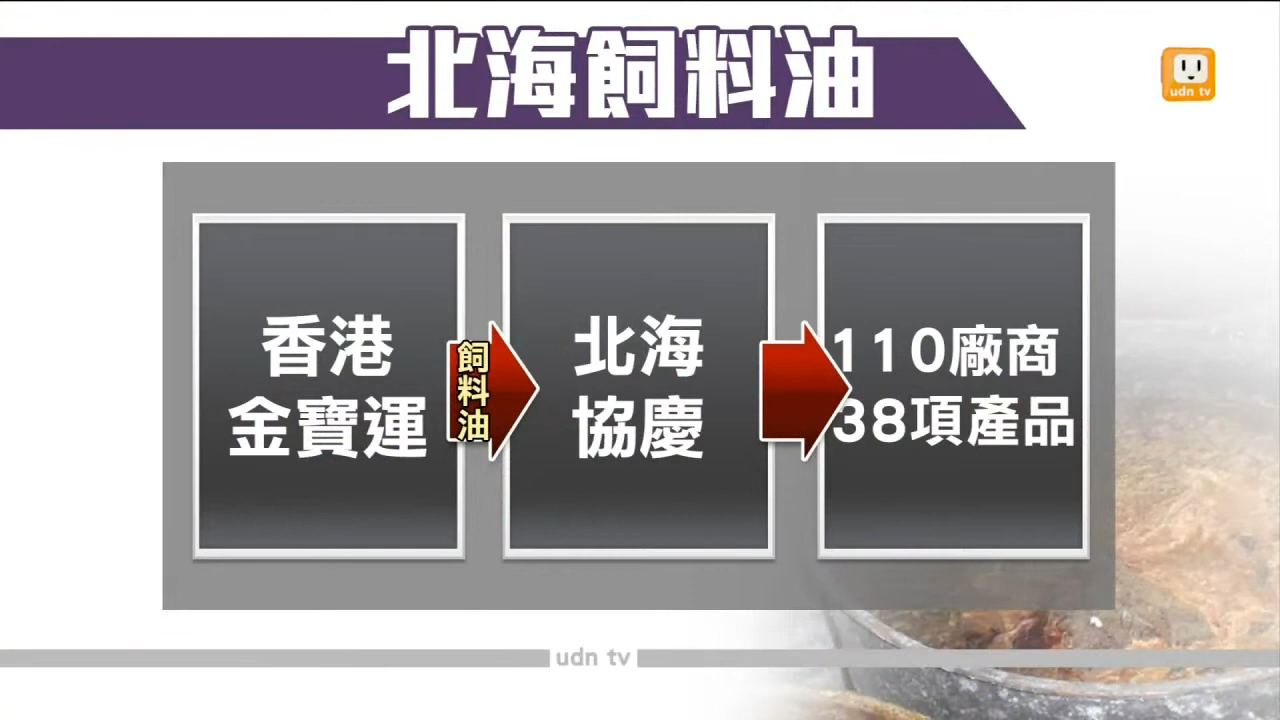 北海飼料油
udn tv
香港
金寶運
飼料油
北海
協慶
110廠商
38項產品
udn tv